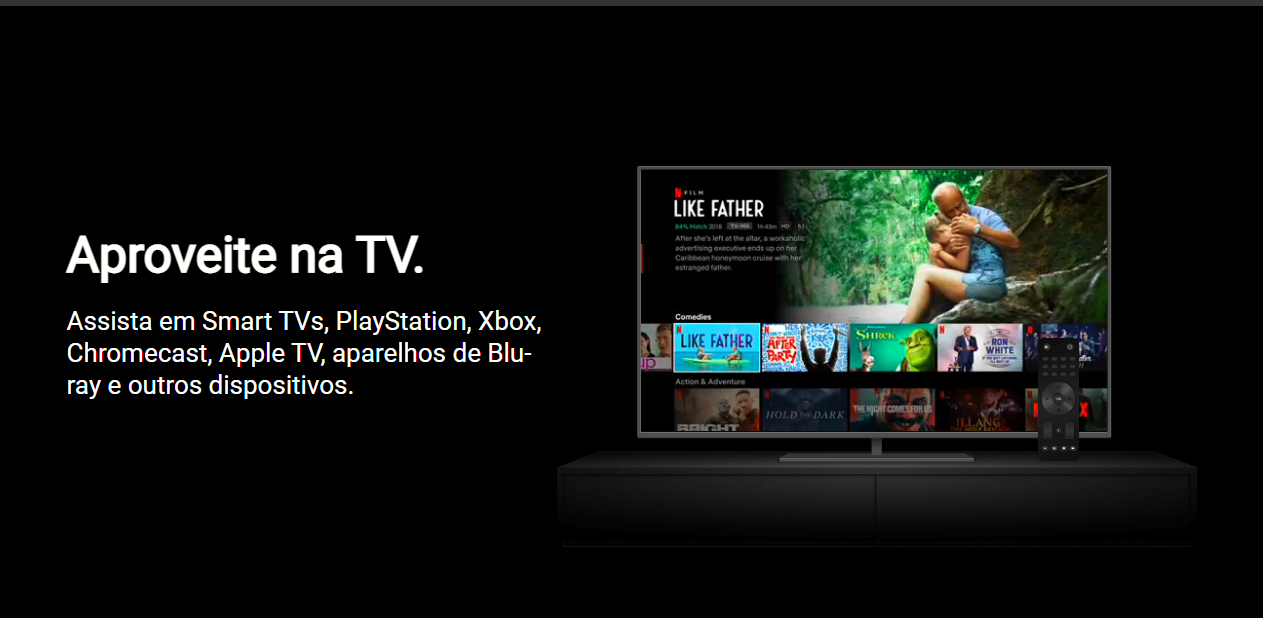 Aproveite na TV.
Assista em Smart TVs, PlayStation, Xbox,
Chromecast, Apple TV, aparelhos de Blu-
ray e outros dispositivos.
N FILM
LIKE FATHER
84% Match 2018 TV-MA 1h 43m HD 5.1
After she's left at the altar, a workaholic
advertising executive ends up on her
Caribbean honeymoon cruise with her
estranged father.
Comedies
LIKE FATHER
AFTER PARTY
SHREK
RON WHITE
Action & Adventure
BRIGHT
HOLD THE DARK
THE NIGHT COMES FOR US
ILLANG: